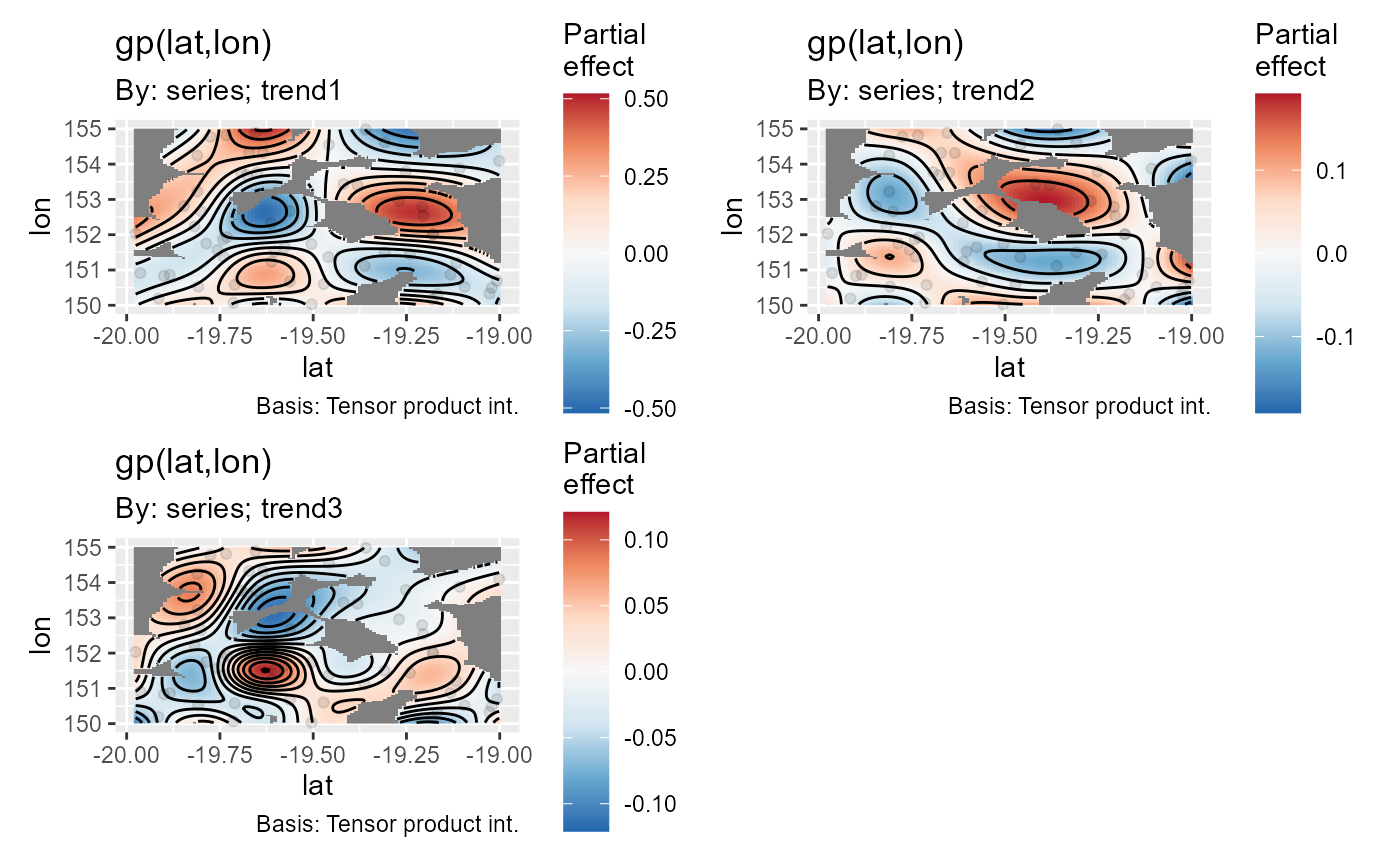 gp(lat,lon)
By: series; trend1
Partial
effect
155
154
153
152
151
150
lon
-20.00 -19.75 -19.50 -19.25 -19.00
lat
Basis: Tensor product int.
0.50
0.25
0.00
-0.25
-0.50
gp(lat,lon)
By: series; trend2
Partial
effect
155
154
153
152
151
150
lon
-20.00 -19.75 -19.50 -19.25 -19.00
lat
Basis: Tensor product int.
0.1
0.0
-0.1
gp(lat,lon)
By: series; trend3
Partial
effect
155
154
153
152
151
150
lon
-20.00 -19.75 -19.50 -19.25 -19.00
lat
Basis: Tensor product int.
0.10
0.05
0.00
-0.05
-0.10